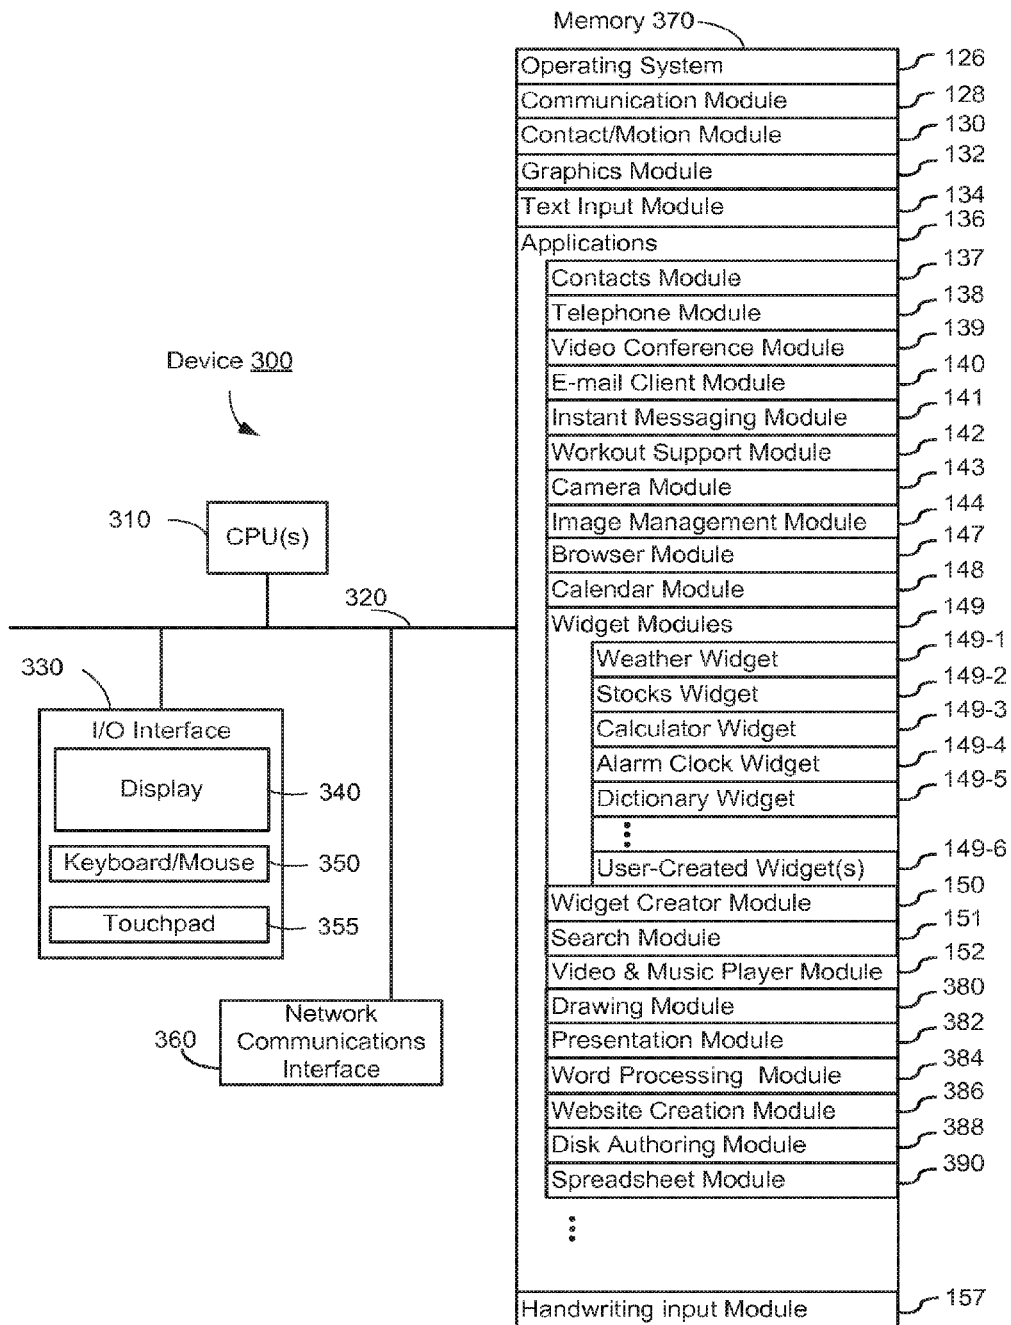 Memory 370
Operating System 126
Communication Module 128
Contact/Motion Module 130
Graphics Module 132
Text Input Module 134
Applications 136
Contacts Module 137
Telephone Module 138
Video Conference Module 139
E-mail Client Module 140
Instant Messaging Module 141
Workout Support Module 142
Camera Module 143
Image Management Module 144
Browser Module 147
Calendar Module 148
Widget Modules 149
Weather Widget 149-1
Stocks Widget 149-2
Calculator Widget 149-3
Alarm Clock Widget 149-4
Dictionary Widget 149-5
User-Created Widget(s) 149-6
Widget Creator Module 150
Search Module 151
Video & Music Player Module 152
Drawing Module 380
Presentation Module 382
Word Processing Module 384
Website Creation Module 386
Disk Authoring Module 388
Spreadsheet Module 390
Handwriting input Module 157
Device 300
310 CPU(s)
320
330
I/O Interface
Display 340
Keyboard/Mouse 350
Touchpad 355
360
Network
Communications
Interface